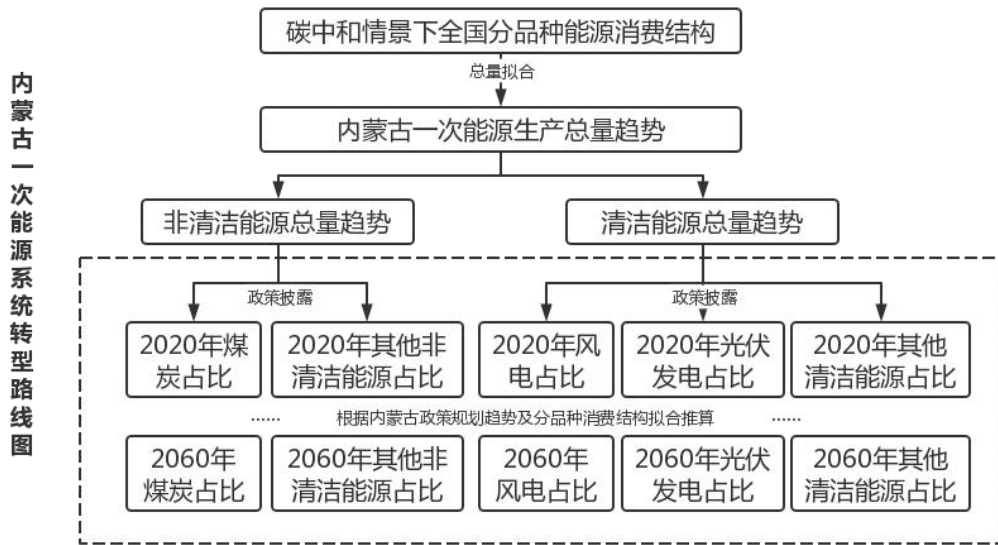 内蒙古一次能源系统转型路线图
碳中和情景下全国分品种能源消费结构
总量拟合
内蒙古一次能源生产总量趋势
非清洁能源总量趋势
清洁能源总量趋势
政策披露
政策披露
2020年煤
炭占比
2020年其他非
清洁能源占比
2020年风
电占比
2020年光伏
发电占比
2020年其他
清洁能源占比
…… 根据内蒙古政策规划趋势及分品种消费结构拟合推算 ……
2060年
煤炭占比
2060年其他非
清洁能源占比
2060年
风电占比
2060年光伏
发电占比
2060年其他
清洁能源占比